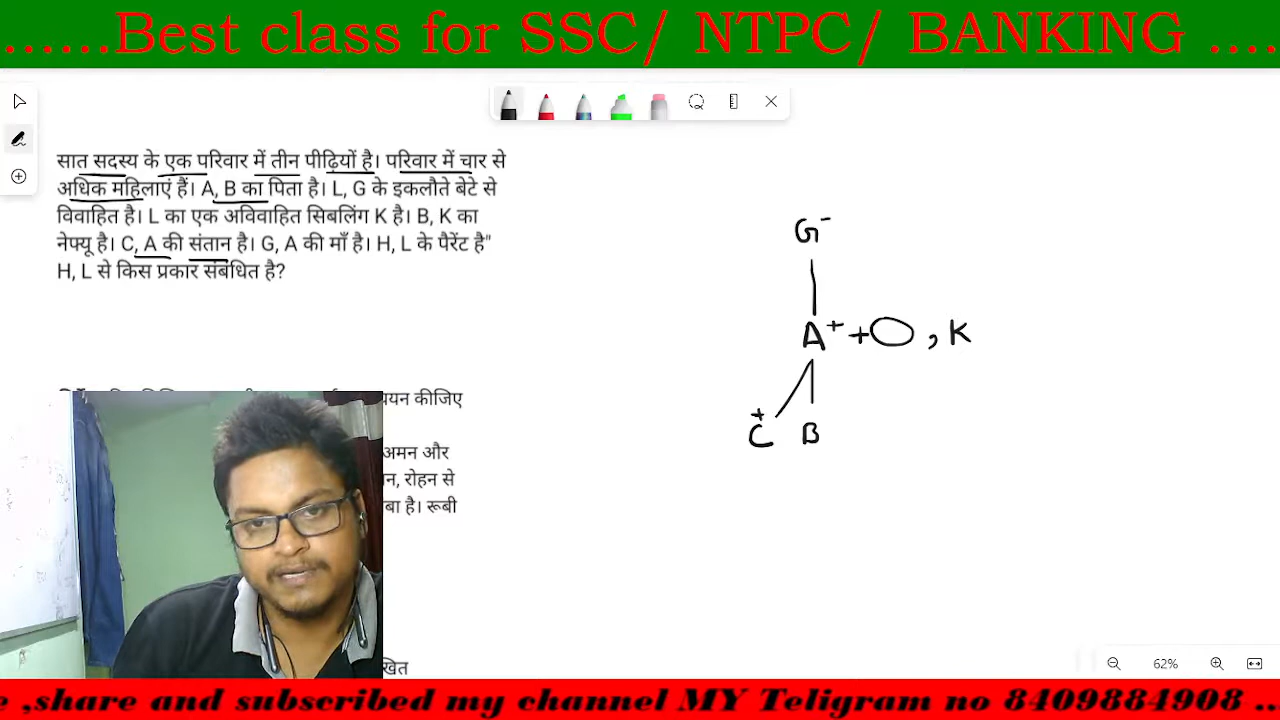 ......Best class for SSC/ NTPC/ BANKING ....
सात सदस्य के एक परिवार में तीन पीढ़ियों है। परिवार में चार से
अधिक महिलाएं हैं। A, B का पिता है। L, G के इकलौते बेटे से
विवाहित है। L का एक अविवाहित सिबलिंग K है। B, K का
नेफ्यू है। C, A की संतान है। G, A की माँ है। H, L के पैरेंट है"
H, L से किस प्रकार संबंधित है?
G -
A + + , K
+
C B
यन कीजिए
अमन और
न, रोहन से
बा है। रूबी
खित
62%
e ,share and subscribed my channel MY Teligram no 8409884908 ..